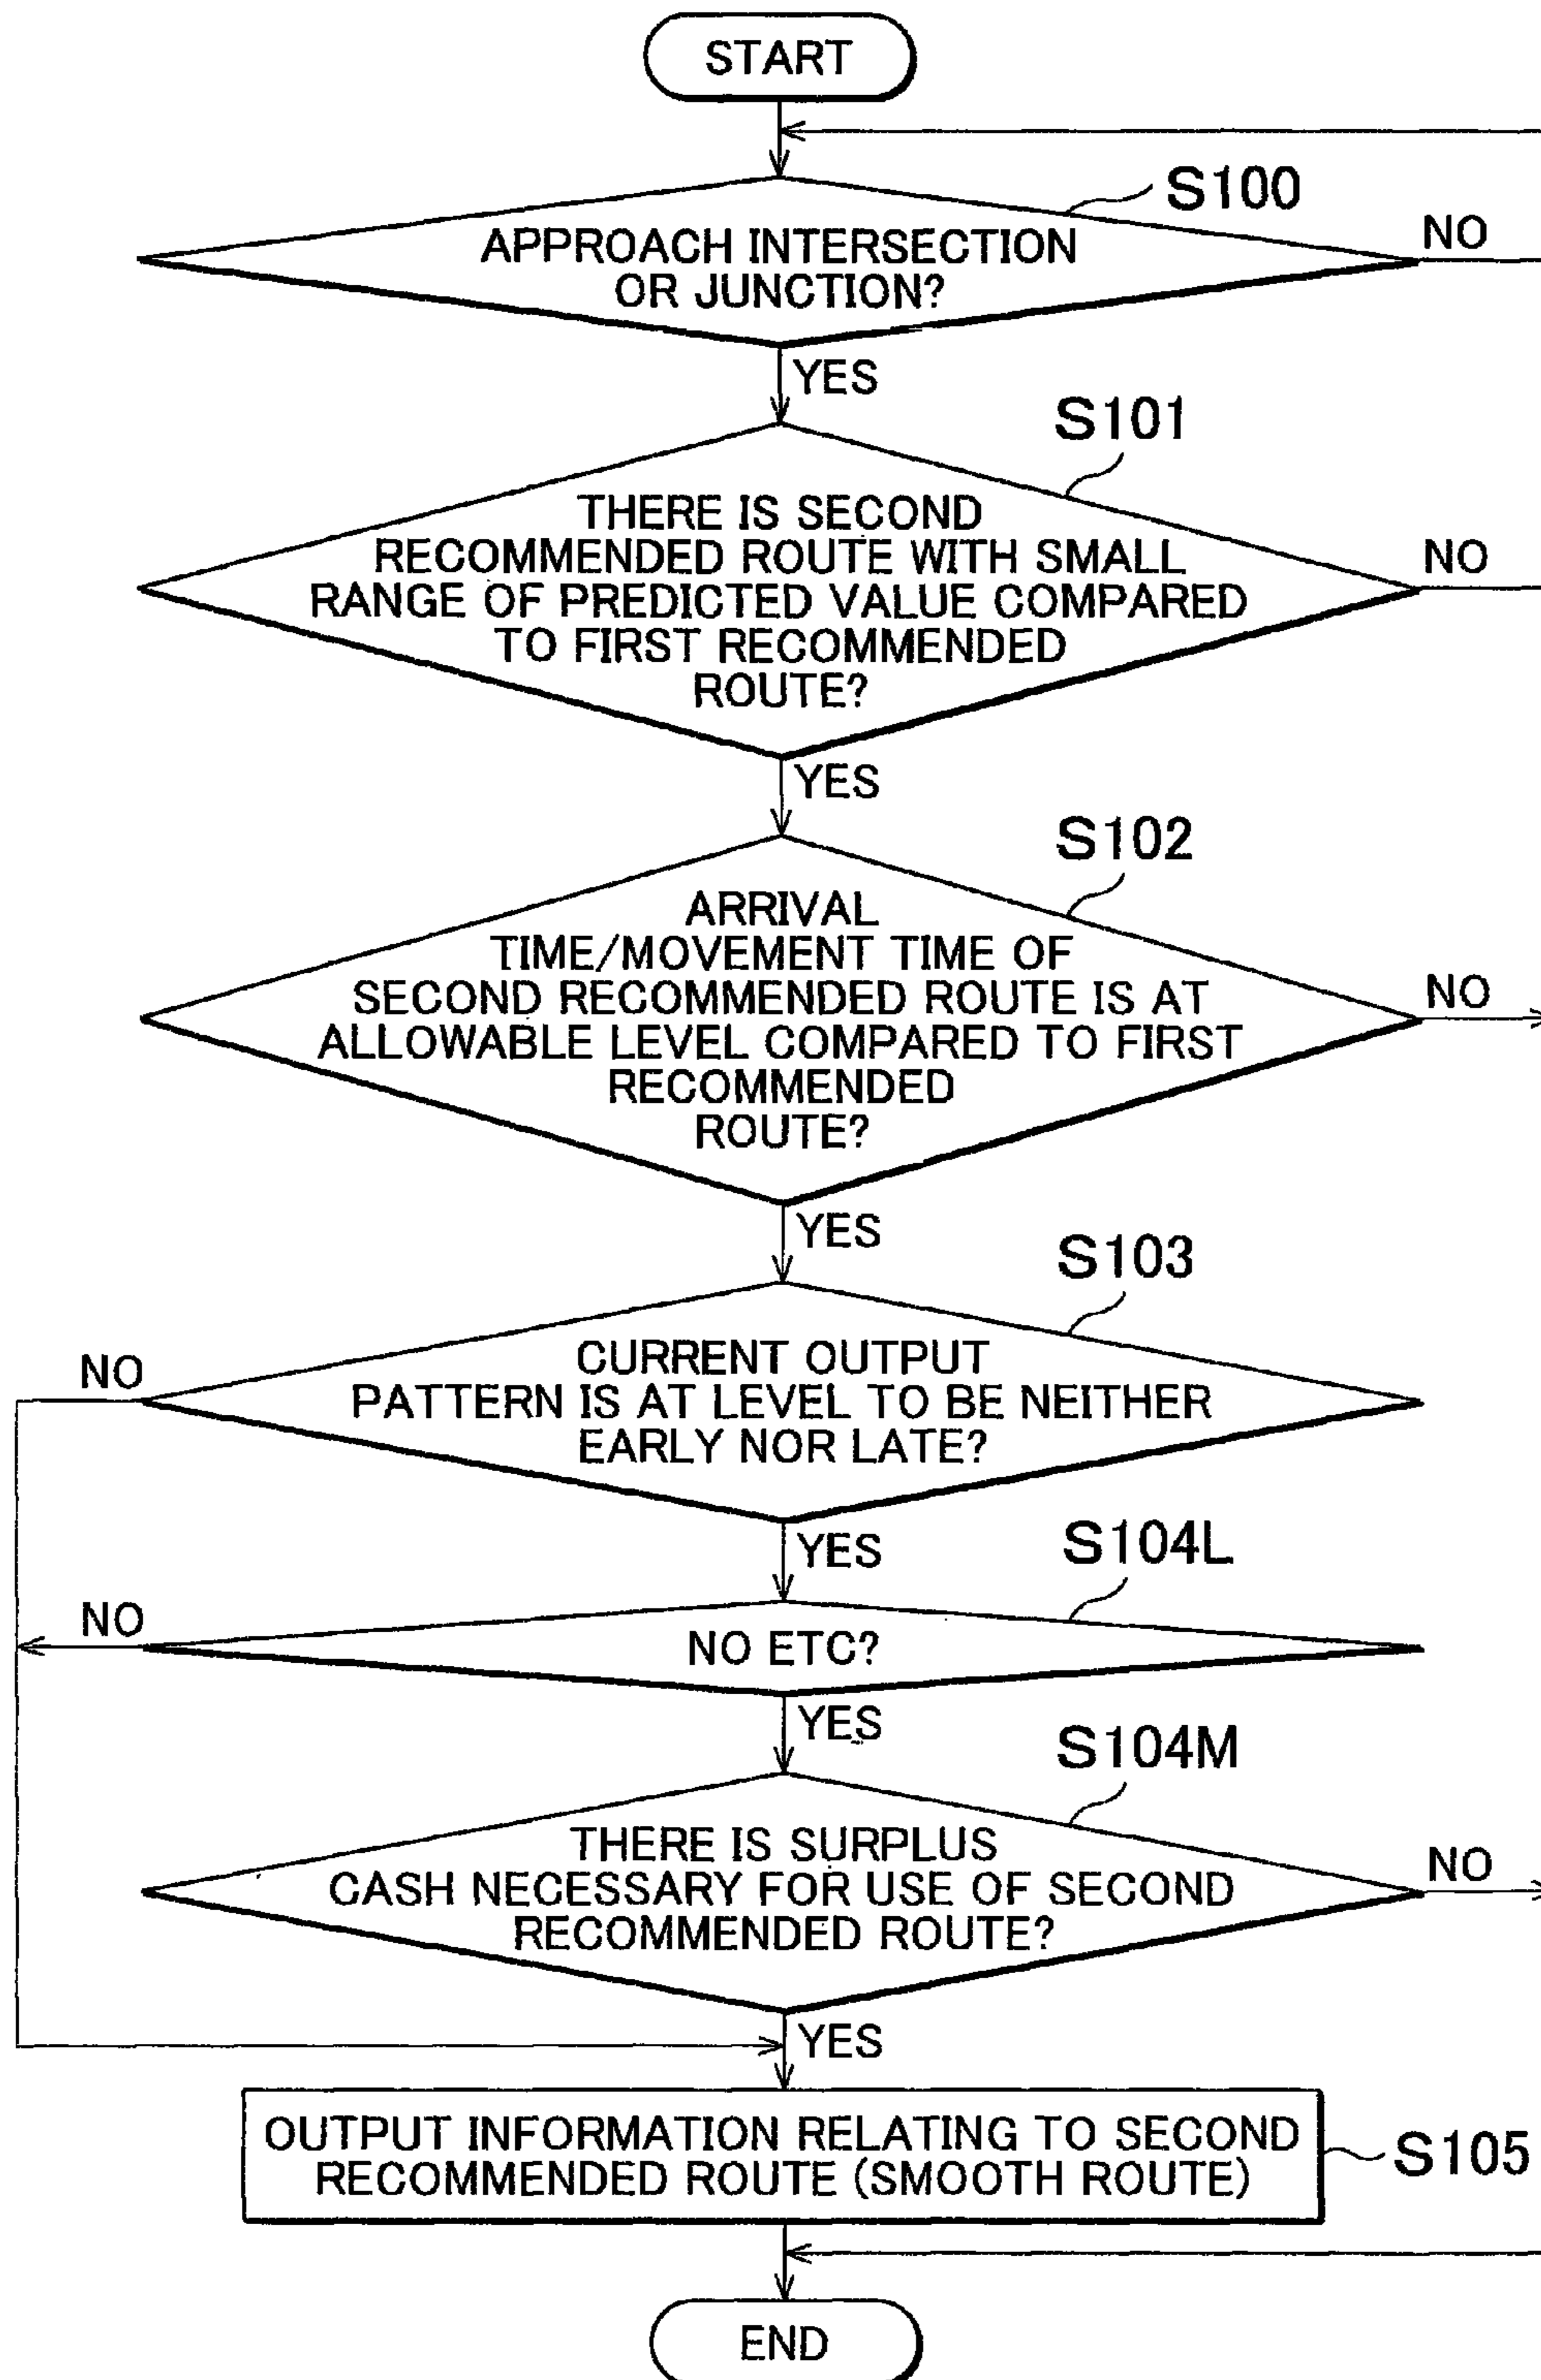 START
S100
APPROACH INTERSECTION
OR JUNCTION?
NO
YES
S101
THERE IS SECOND
RECOMMENDED ROUTE WITH SMALL
RANGE OF PREDICTED VALUE COMPARED
TO FIRST RECOMMENDED
ROUTE?
NO
YES
S102
ARRIVAL
TIME/MOVEMENT TIME OF
SECOND RECOMMENDED ROUTE IS AT
ALLOWABLE LEVEL COMPARED TO FIRST
RECOMMENDED
ROUTE?
NO
YES
S103
CURRENT OUTPUT
PATTERN IS AT LEVEL TO BE NEITHER
EARLY NOR LATE?
NO
YES
S104L
NO ETC?
NO
YES
S104M
THERE IS SURPLUS
CASH NECESSARY FOR USE OF SECOND
RECOMMENDED ROUTE?
NO
YES
OUTPUT INFORMATION RELATING TO SECOND
RECOMMENDED ROUTE (SMOOTH ROUTE)
S105
END